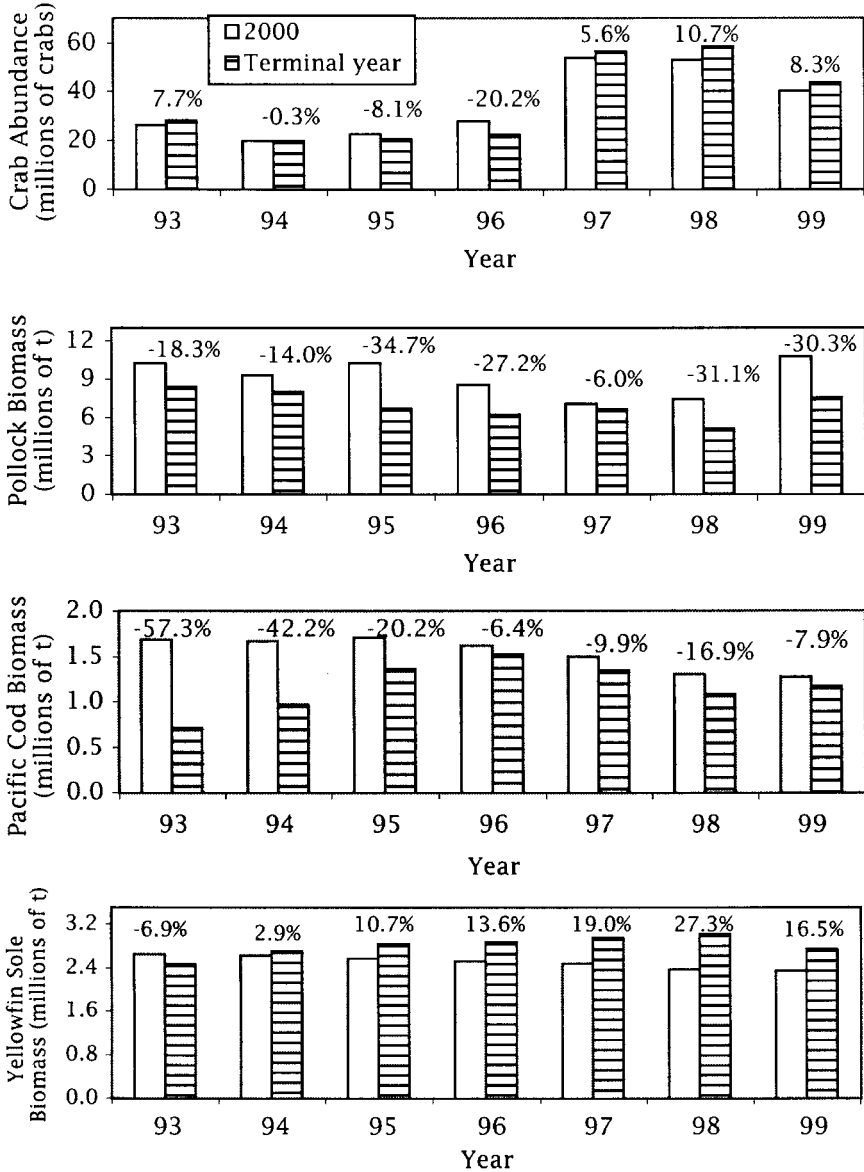 Crab Abundance
(millions of crabs)
60
40
20
0
2000
Terminal year
7.7%
-0.3%
-8.1%
-20.2%
5.6%
10.7%
8.3%
93 94 95 96 97 98 99
Year
Pollock Biomass
(millions of t)
12
9
6
3
0
-18.3%
-14.0%
-34.7%
-27.2%
-6.0%
-31.1%
-30.3%
93 94 95 96 97 98 99
Year
Pacific Cod Biomass
(millions of t)
2.0
1.5
1.0
0.5
0.0
-57.3%
-42.2%
-20.2%
-6.4%
-9.9%
-16.9%
-7.9%
93 94 95 96 97 98 99
Year
Yellowfin Sole
Biomass (millions of t)
3.2
2.4
1.6
0.8
0.0
-6.9%
2.9%
10.7%
13.6%
19.0%
27.3%
16.5%
93 94 95 96 97 98 99
Year